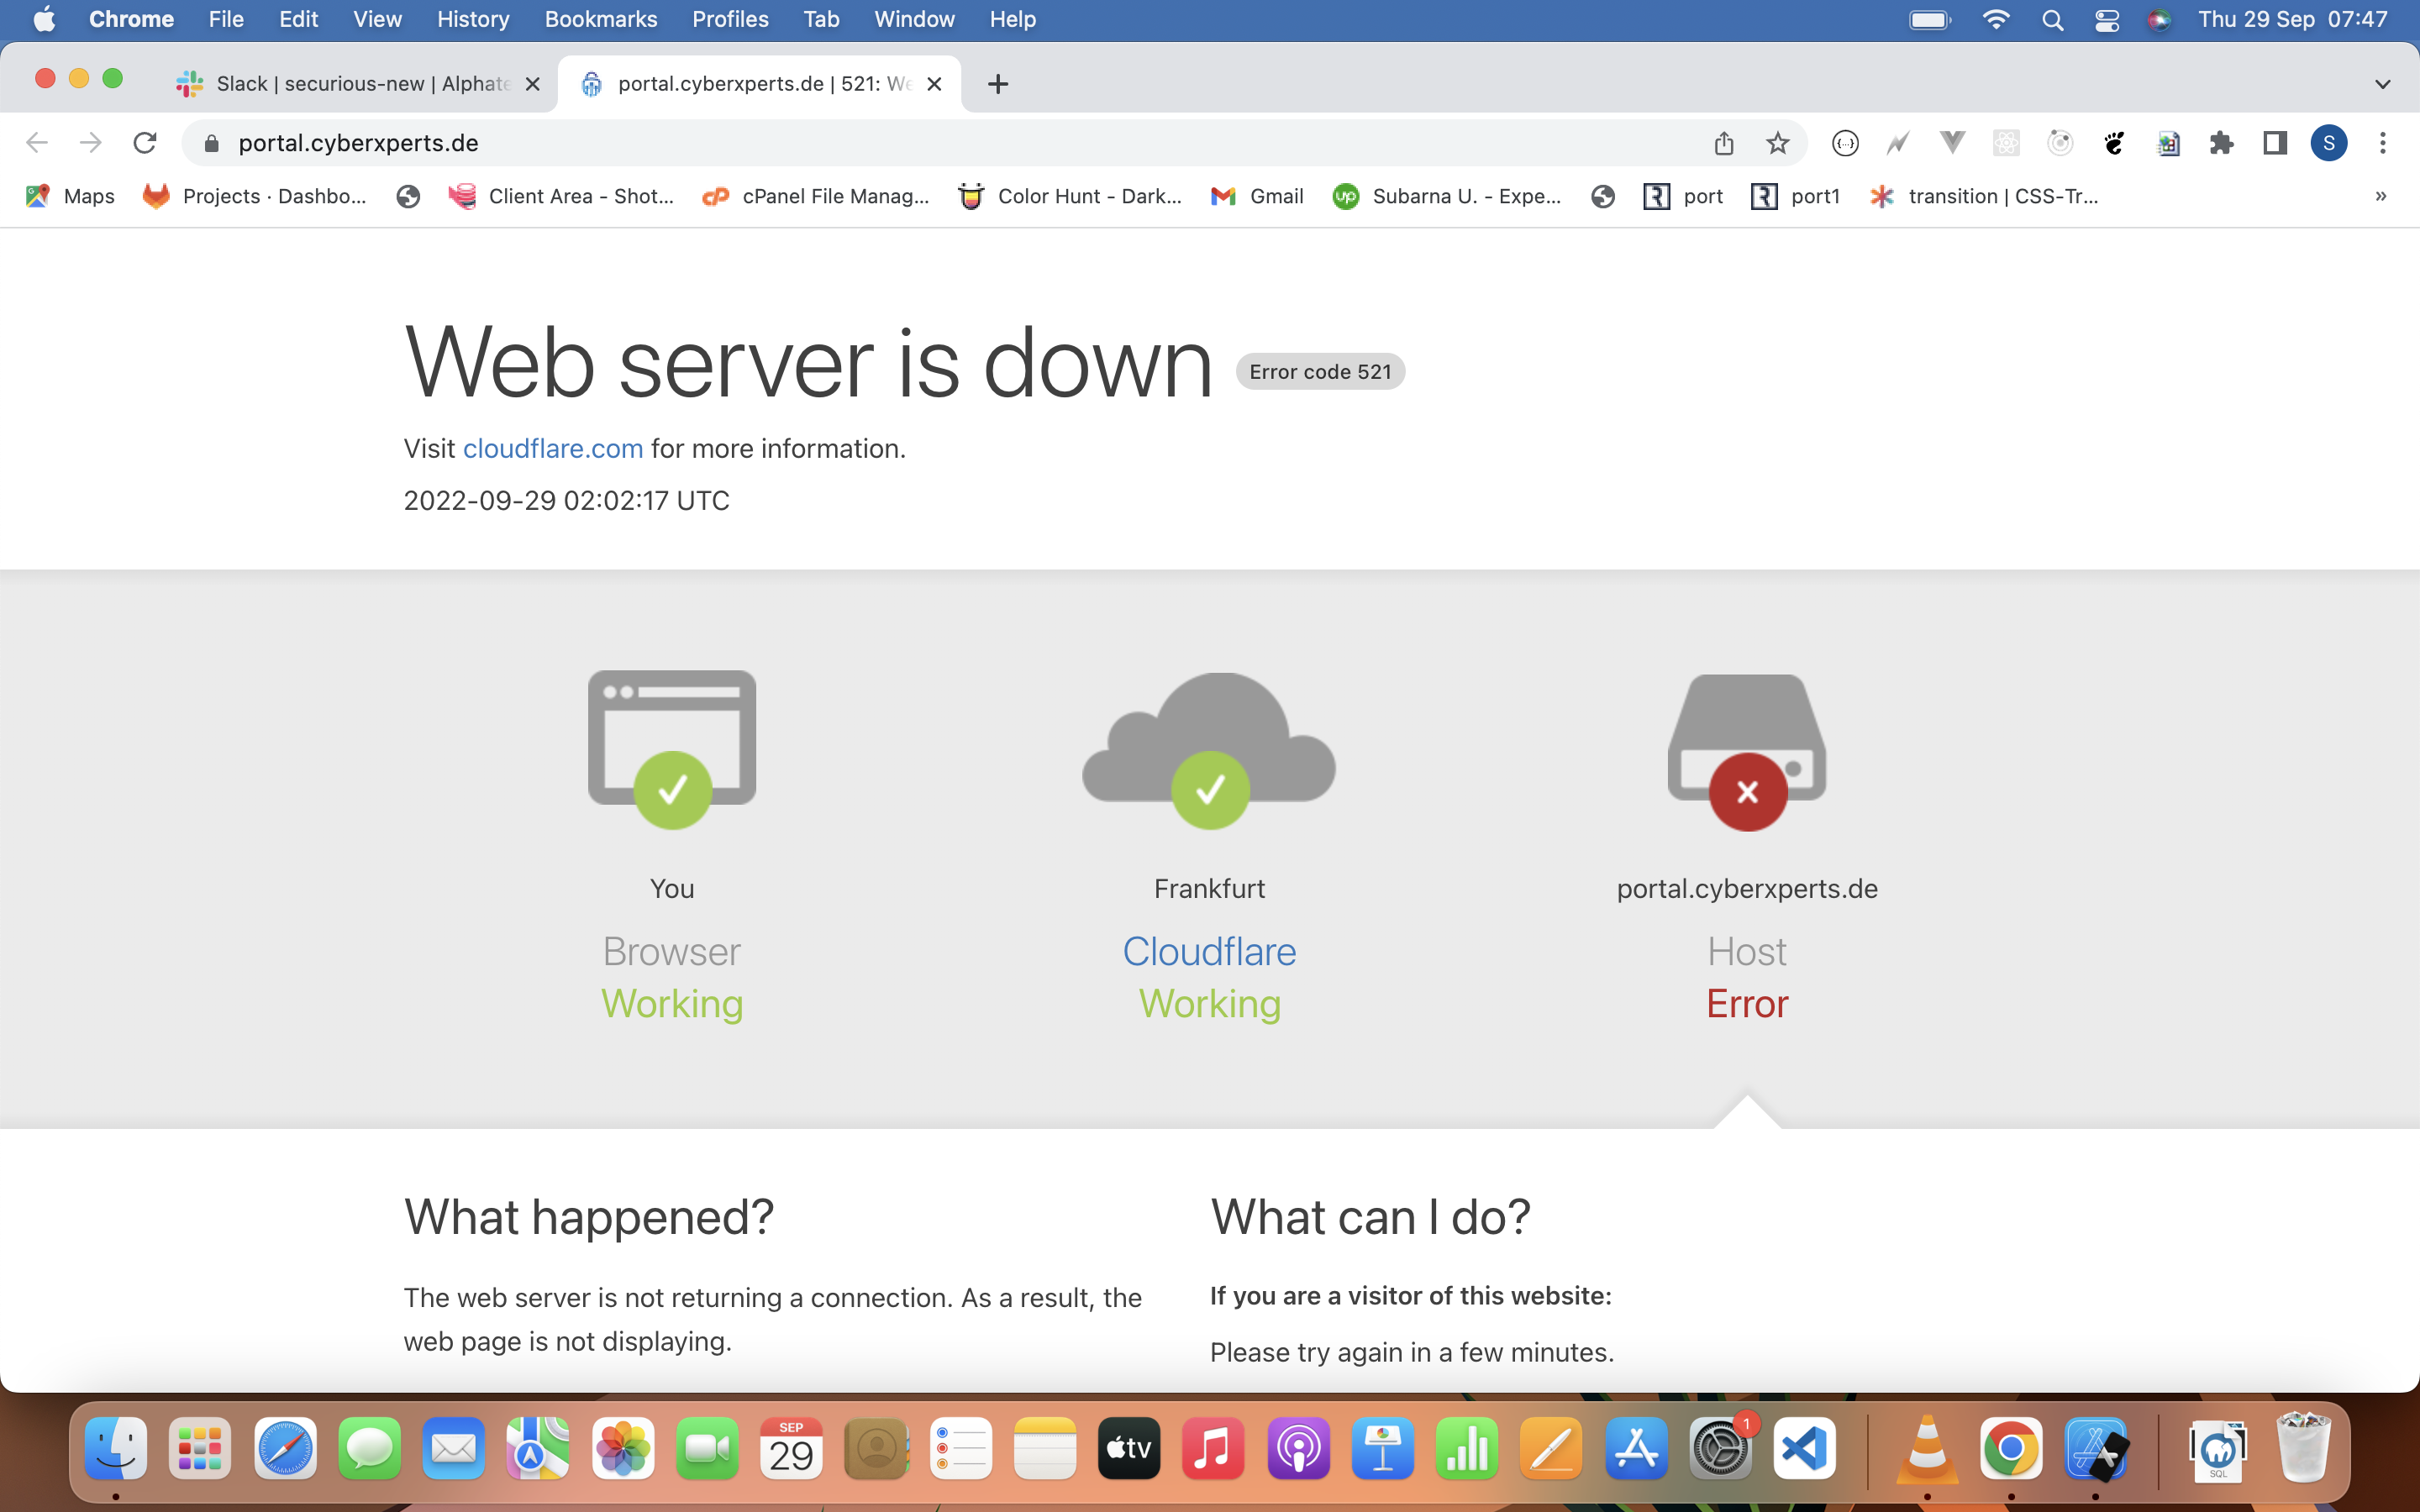 Chrome File Edit View History Bookmarks Profiles Tab Window Help Thu 29 Sep 07:47
Slack | securious-new | Alphate portal.cyberxperts.de | 521: We
portal.cyberxperts.de S
Maps Projects · Dashbo... Client Area - Shot... cPanel File Manag... Color Hunt - Dark... Gmail up Subarna U. - Expe... port port1 transition | CSS-Tr... »
Web server is down Error code 521
Visit cloudflare.com for more information.
2022-09-29 02:02:17 UTC
You Frankfurt portal.cyberxperts.de
Browser Cloudflare Host
Working Working Error
What happened? What can I do?
The web server is not returning a connection. As a result, the
web page is not displaying.
If you are a visitor of this website:
Please try again in a few minutes.
SEP
29
tv
1
SQL